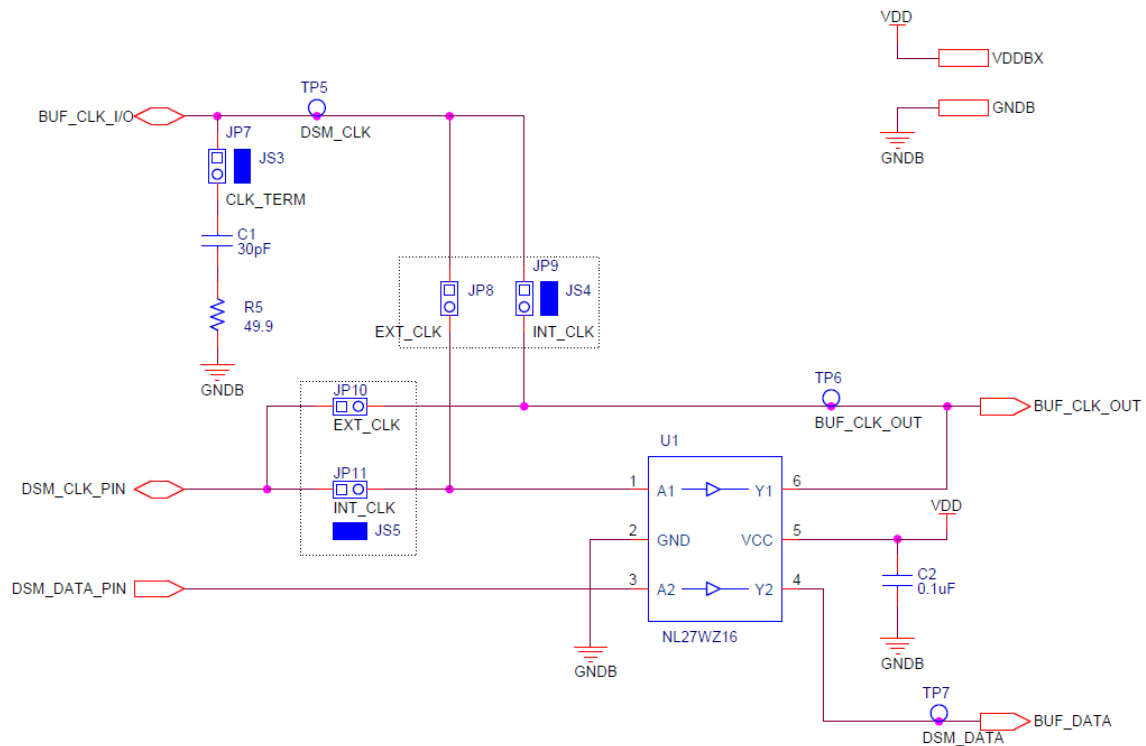 VDD
VDDBX
TP5
BUF_CLK_I/O
DSM_CLK
GNDB
GNDB
JP7
JS3
CLK_TERM
C1
30pF
JP9
JP8
JS4
R5
49.9
EXT_CLK
INT_CLK
GNDB
JP10
EXT_CLK
TP6
BUF_CLK_OUT
BUF_CLK_OUT
U1
DSM_CLK_PIN
JP11
INT_CLK
JS5
1
A1
Y1
6
VDD
2
GND
VCC
5
C2
0.1uF
DSM_DATA_PIN
3
A2
Y2
4
NL27WZ16
GNDB
GNDB
TP7
BUF_DATA
DSM_DATA